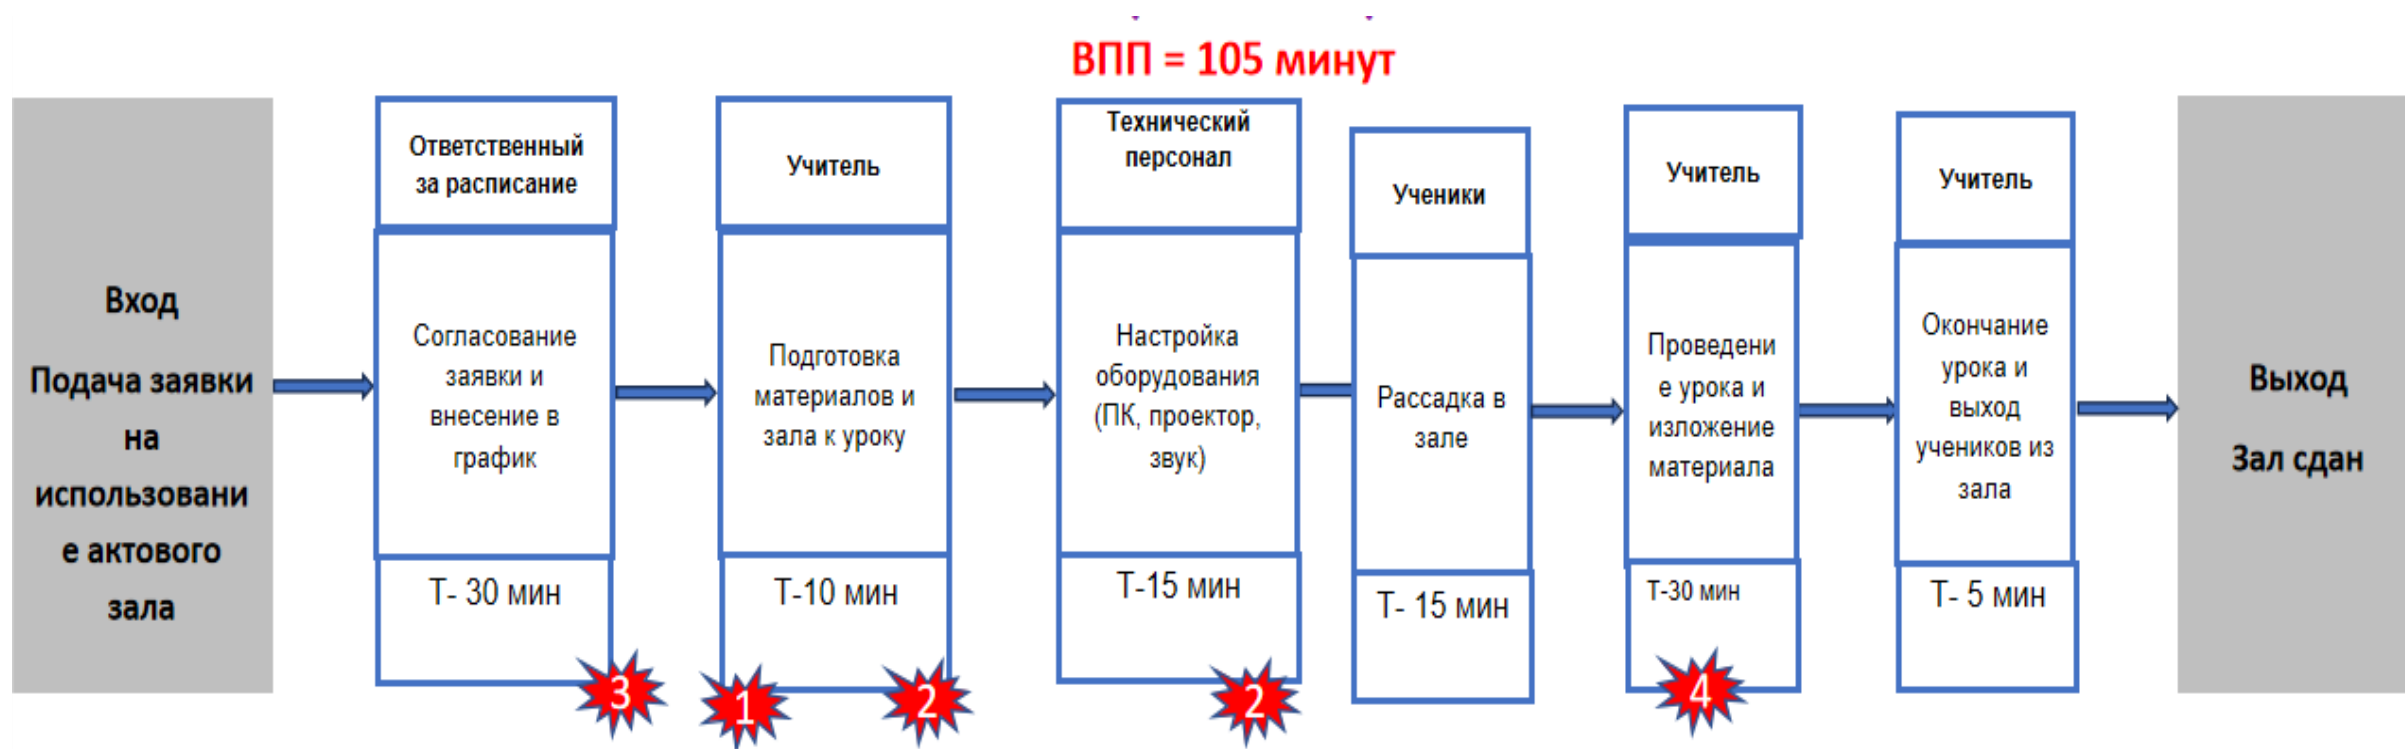 ВПП = 105 минут
Вход
Подача заявки
на
использовани
е актового
зала
Ответственный
за расписание
Согласование
заявки и
внесение в
график
Т- 30 мин
3
Учитель
Подготовка
материалов и
зала к уроку
Т-10 мин
1
2
Технический
персонал
Настройка
оборудования
(ПК, проектор,
звук)
Т-15 мин
2
Ученики
Рассадка в
зале
Т- 15 мин
Учитель
Проведени
е урока и
изложение
материала
Т-30 мин
4
Учитель
Окончание
урока и
выход
учеников из
зала
Т- 5 мин
Выход
Зал сдан